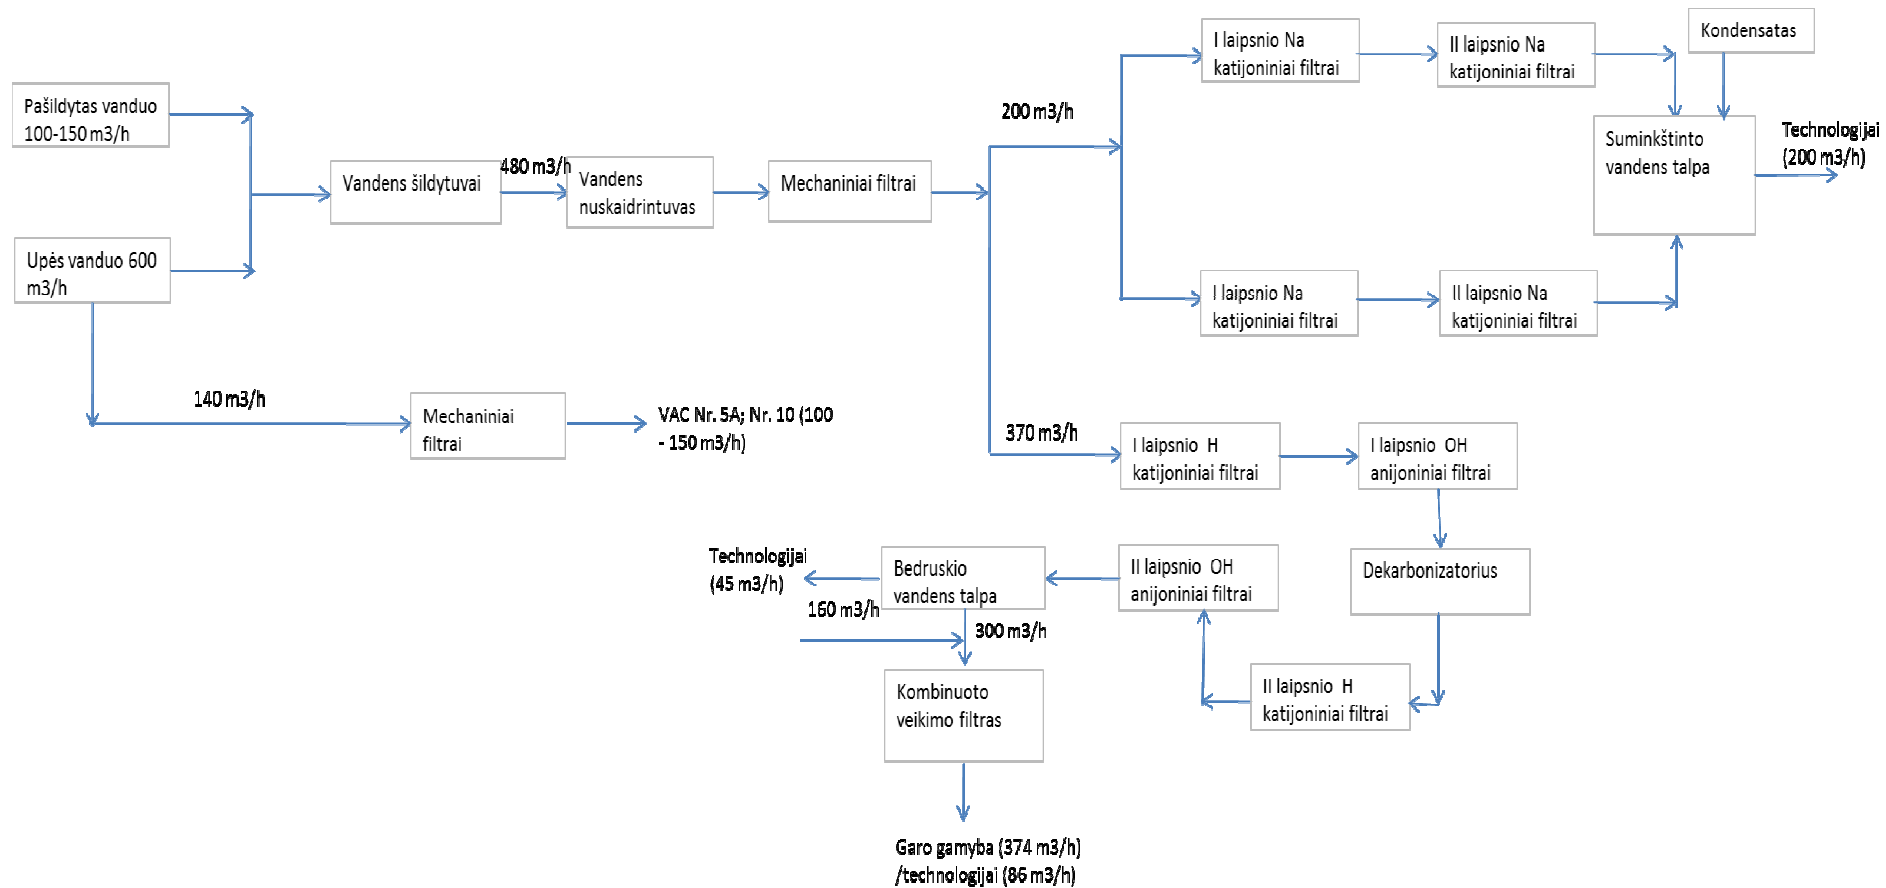 Pašildytas vanduo
100-150 m3/h
Upės vanduo 600
m3/h
Vandens šildytuvai
480 m3/h
Vandens
nuskaidrintuvas
Mechaniniai filtrai
140 m3/h
Mechaniniai
filtrai
VAC Nr. 5A; Nr. 10 (100
- 150 m3/h)
200 m3/h
I laipsnio Na
katijoniniai filtrai
II laipsnio Na
katijoniniai filtrai
Kondensatas
Suminkštinto
vandens talpa
Technologijai
(200 m3/h)
I laipsnio Na
katijoniniai filtrai
II laipsnio Na
katijoniniai filtrai
370 m3/h
I laipsnio H
katijoniniai filtrai
I laipsnio OH
anijoniniai filtrai
Dekarbonizatorius
II laipsnio H
katijoniniai filtrai
II laipsnio OH
anijoniniai filtrai
Bedruskio
vandens talpa
Technologijai
(45 m3/h)
160 m3/h
300 m3/h
Kombinuoto
veikimo filtras
Garo gamyba (374 m3/h)
/technologijai (86 m3/h)